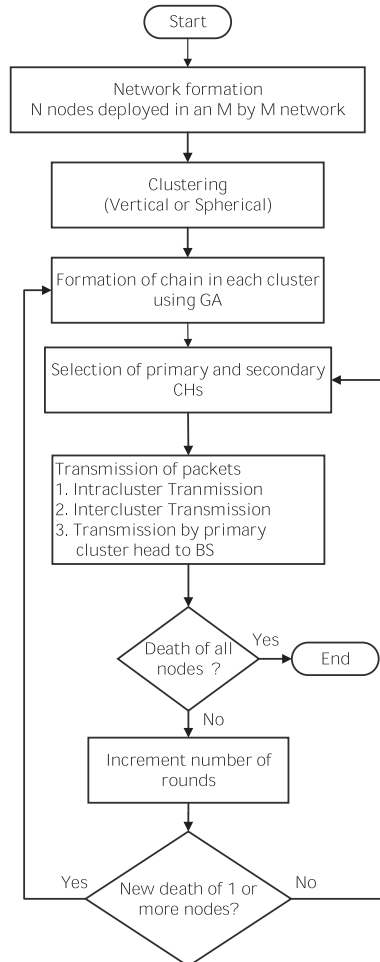 Start
Network formation
N nodes deployed in an M by M network
Clustering
(Vertical or Spherical)
Formation of chain in each cluster
using GA
Selection of primary and secondary
CHs
Transmission of packets
1. Intracluster Tranmission
2. Intercluster Transmission
3. Transmission by primary
cluster head to BS
Death of all
nodes ?
Yes
End
No
Increment number of
rounds
Yes
New death of 1 or
more nodes?
No